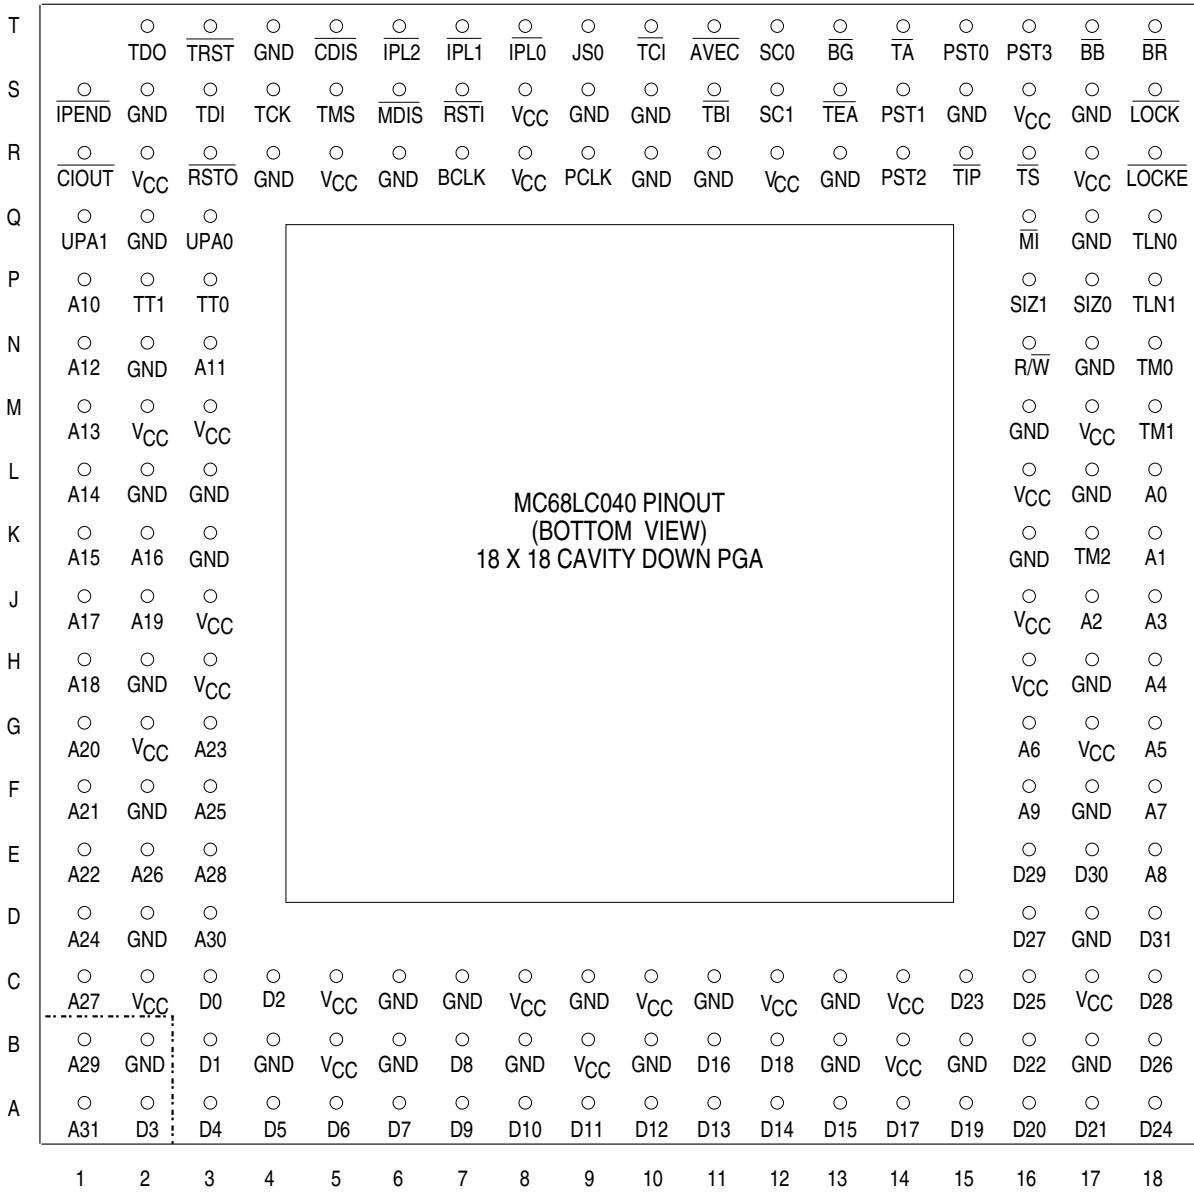 T
TDO TRST GND CDIS IPL2 IPL1 IPL0 JS0 TCI AVEC SC0 BG TA PST0 PST3 BB BR
S
IPEND GND TDI TCK TMS MDIS RSTI VCC GND GND TBI SC1 TEA PST1 GND VCC GND LOCK
R
CIOUT VCC RSTO GND VCC GND BCLK VCC PCLK GND GND VCC GND PST2 TIP TS VCC LOCKE
Q
UPA1 GND UPA0 MI GND TLN0
P
A10 TT1 TT0 SIZ1 SIZ0 TLN1
N
A12 GND A11 R/W GND TM0
M
A13 VCC VCC GND VCC TM1
L
A14 GND GND VCC GND A0
MC68LC040 PINOUT
(BOTTOM VIEW)
18 X 18 CAVITY DOWN PGA
K
A15 A16 GND GND TM2 A1
J
A17 A19 VCC VCC A2 A3
H
A18 GND VCC VCC GND A4
G
A20 VCC A23 A6 VCC A5
F
A21 GND A25 A9 GND A7
E
A22 A26 A28 D29 D30 A8
D
A24 GND A30 D27 GND D31
C
A27 VCC D0 D2 VCC GND GND VCC GND VCC GND VCC GND VCC D23 D25 VCC D28
B
A29 GND D1 GND VCC GND D8 GND VCC GND D16 D18 GND VCC GND D22 GND D26
A
A31 D3 D4 D5 D6 D7 D9 D10 D11 D12 D13 D14 D15 D17 D19 D20 D21 D24
1 2 3 4 5 6 7 8 9 10 11 12 13 14 15 16 17 18